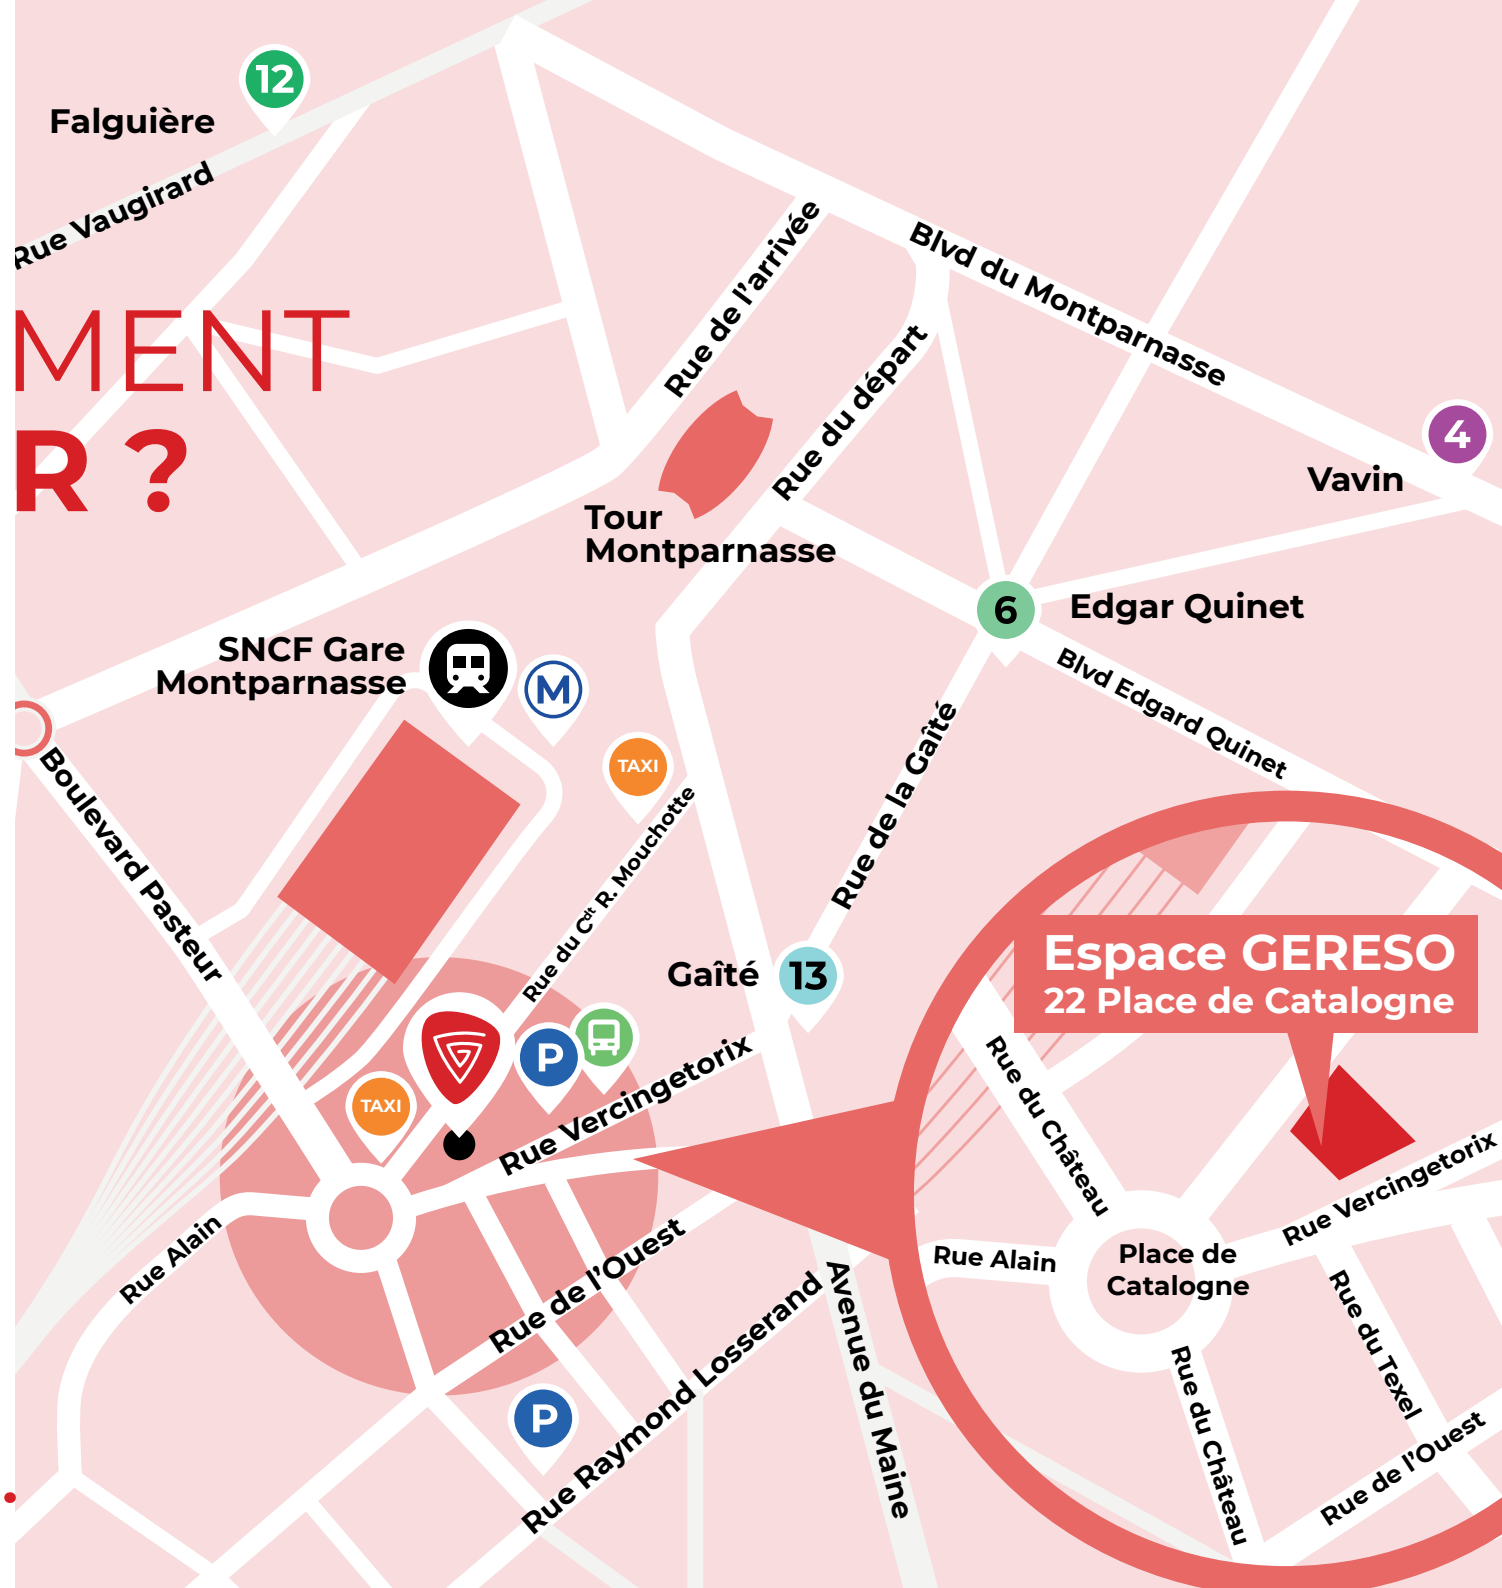 12
Falguière
Rue Vaugirard
MENT
R ?
Rue de l'arrivée
Blvd du Montparnasse
Rue du départ
4
Vavin
Tour
Montparnasse
6
Edgar Quinet
SNCF Gare
Montparnasse
M
Blvd Edgard Quinet
TAXI
Rue de la Gaîté
Boulevard Pasteur
Rue du Cdt R. Mouchotte
Gaîté
13
Espace GERESO
22 Place de Catalogne
P
TAXI
Rue Vercingetorix
Rue du Château
Rue Vercingetorix
Rue Alain
Rue de l'Ouest
Rue Alain
Place de
Catalogne
Rue Raymond Losserand
Avenue du Maine
Rue du Texel
Rue du Château
P
Rue de l'Ouest